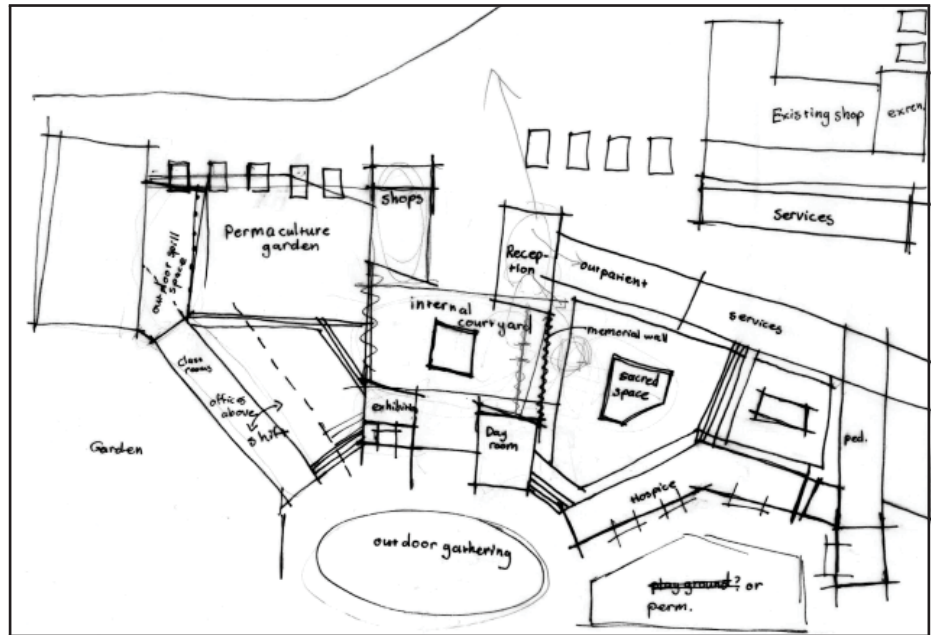 Existing shop
exten.
Services
shops
Permaculture
garden
outdoor spill
space
Recep-
tion
outpatient
services
internal
courtyard
memorial wall
sacred
space
class
room
offices
above
shift
exhibition
Day
room
ped.
Garden
Hospice
outdoor gathering
play ground? or
perm.